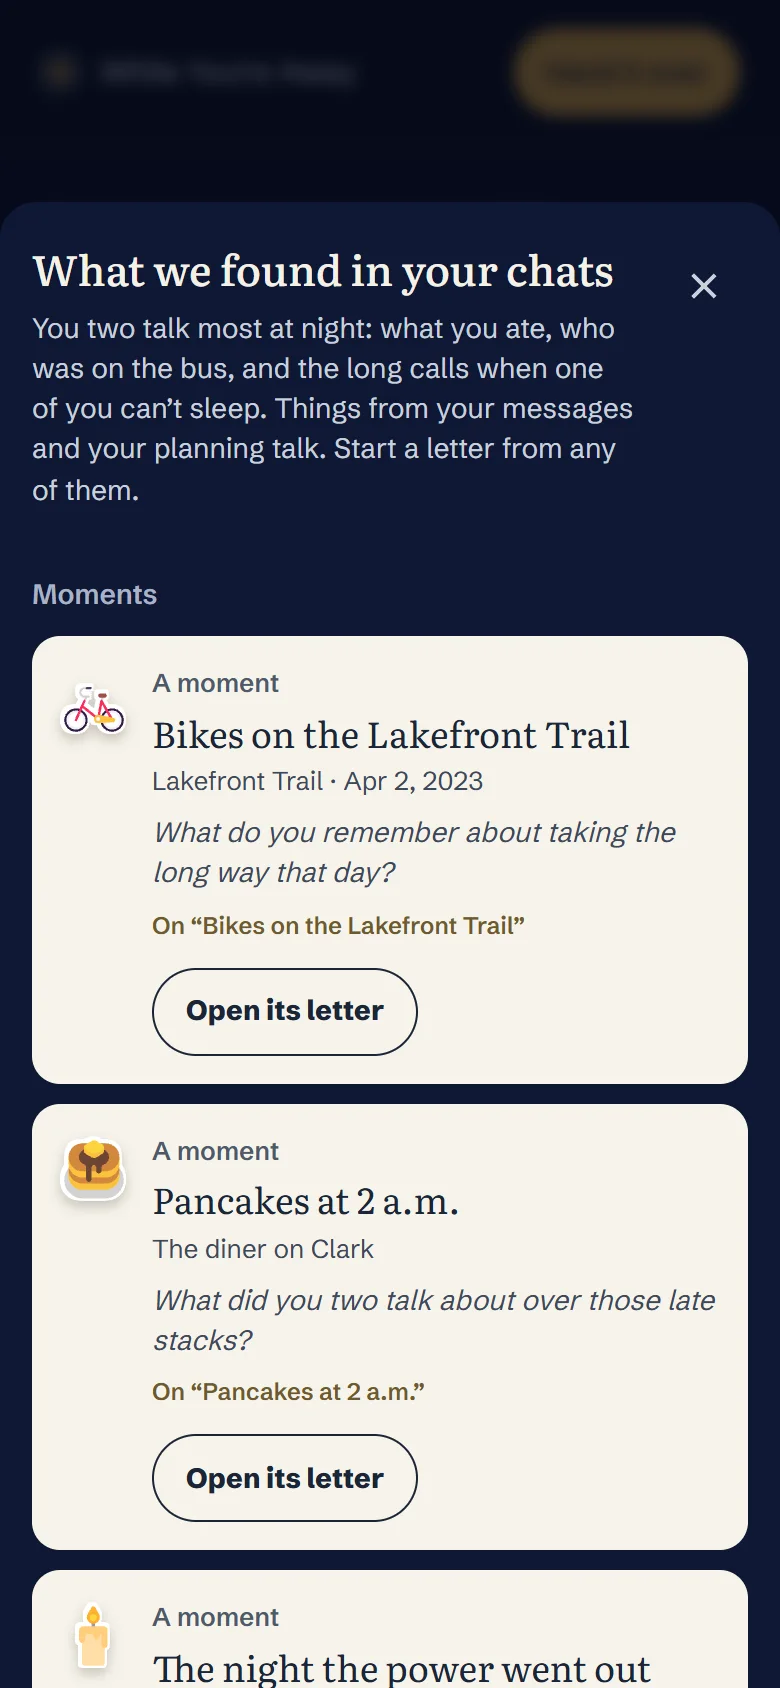 What we found in your chats
You two talk most at night: what you ate, who
was on the bus, and the long calls when one
of you can’t sleep. Things from your messages
and your planning talk. Start a letter from any
of them.
Moments
A moment
Bikes on the Lakefront Trail
Lakefront Trail · Apr 2, 2023
What do you remember about taking the
long way that day?
On “Bikes on the Lakefront Trail”
Open its letter
A moment
Pancakes at 2 a.m.
The diner on Clark
What did you two talk about over those late
stacks?
On “Pancakes at 2 a.m.”
Open its letter
A moment
The night the power went out